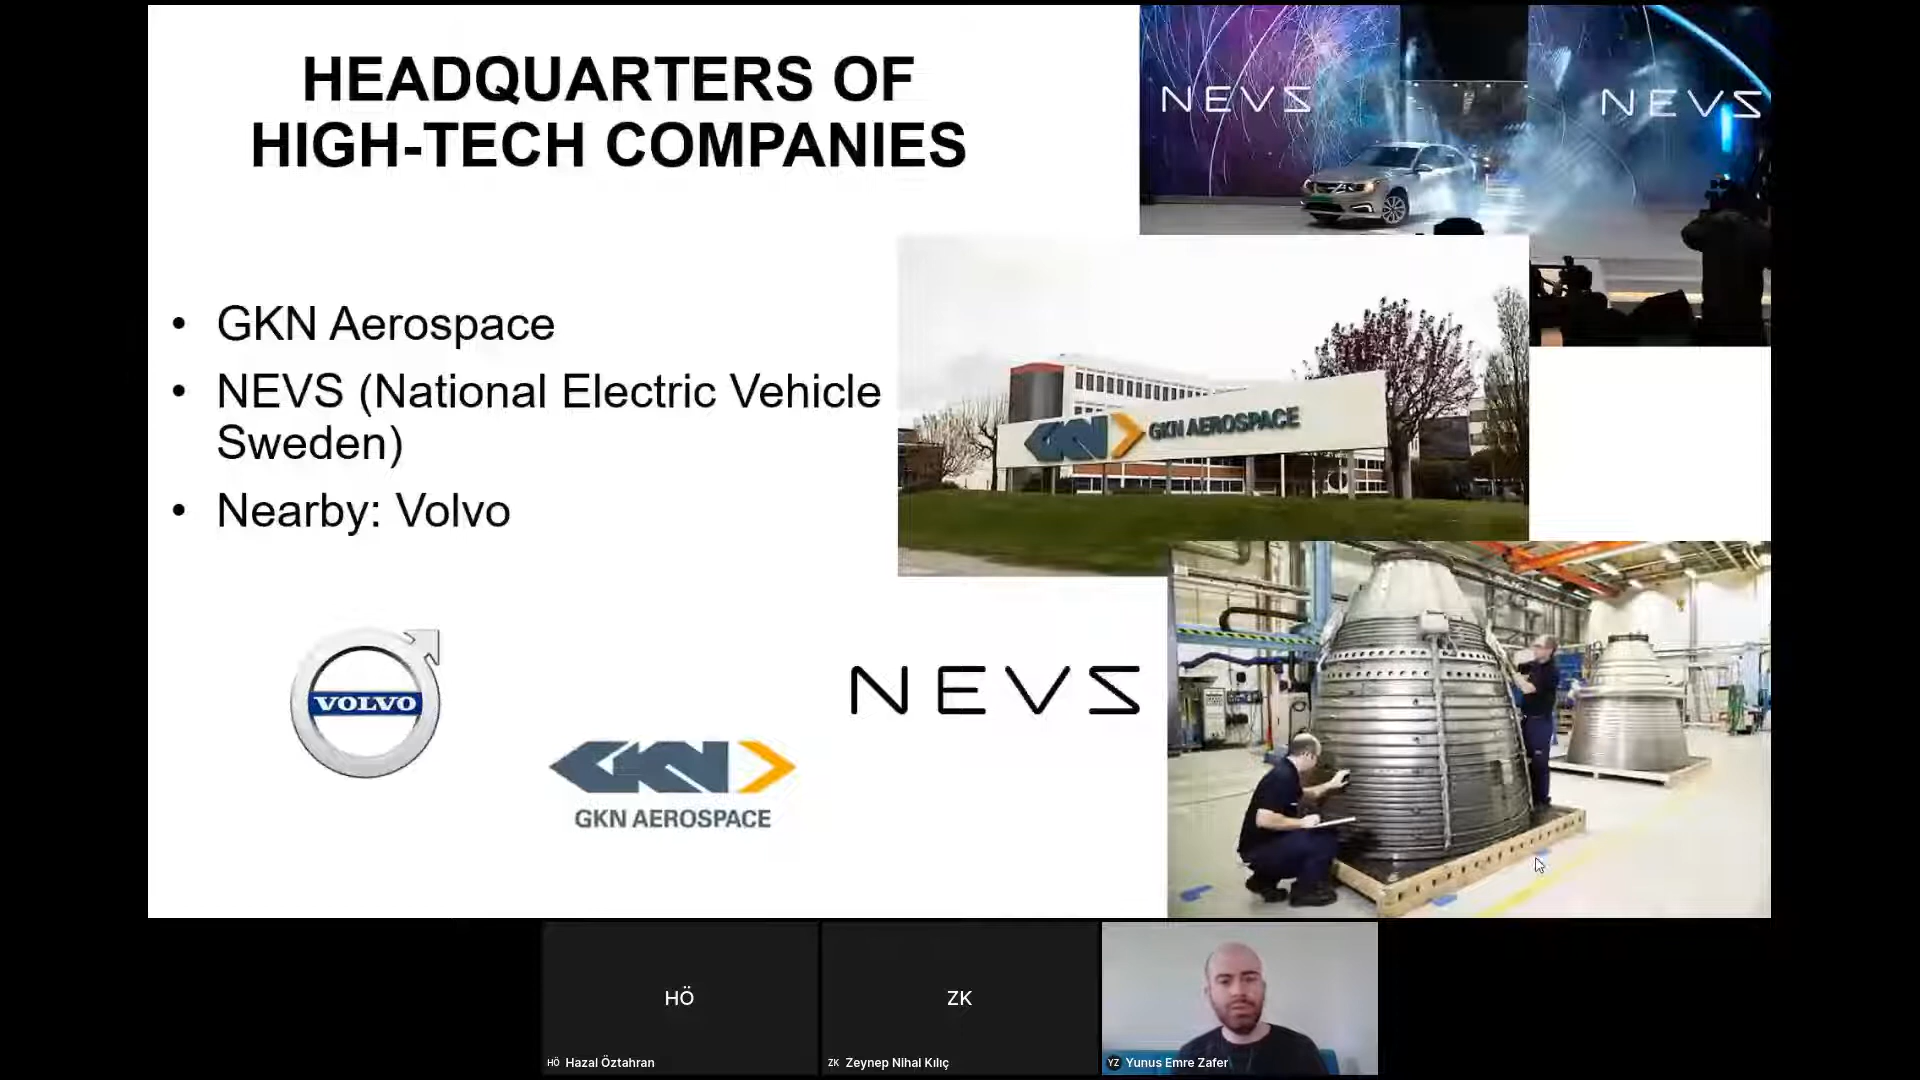 HEADQUARTERS OF
HIGH-TECH COMPANIES
NEVS
NEVS
• GKN Aerospace
• NEVS (National Electric Vehicle
Sweden)
• Nearby: Volvo
GKN AEROSPACE
VOLVO
NEVS
GKN
GKN AEROSPACE
HÖ
ZK
HÖ Hazal Öztahran
ZK Zeynep Nihal Kılıç
YZ Yunus Emre Zafer